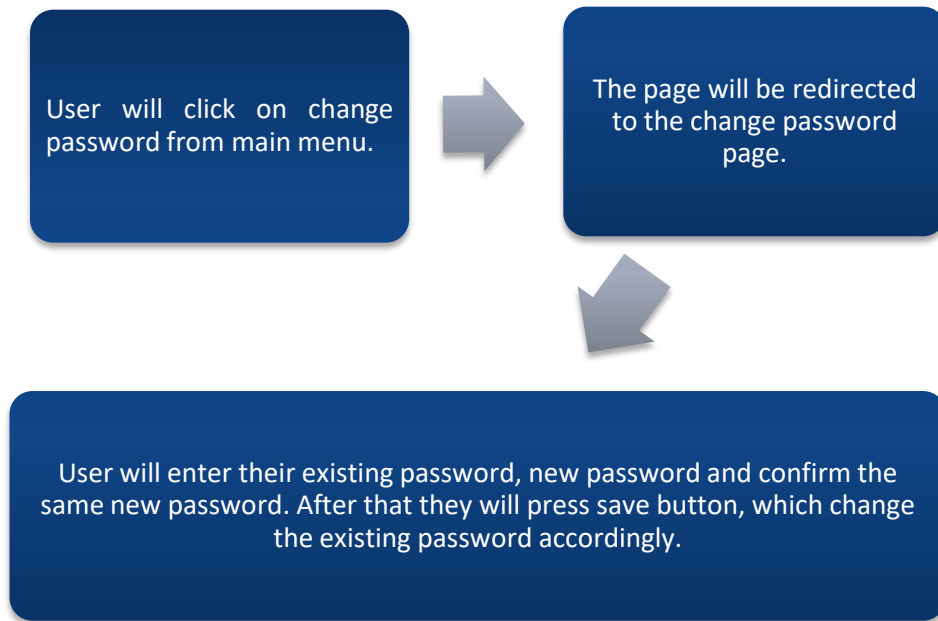 User will click on change
password from main menu.
The page will be redirected
to the change password
page.
User will enter their existing password, new password and confirm the
same new password. After that they will press save button, which change
the existing password accordingly.